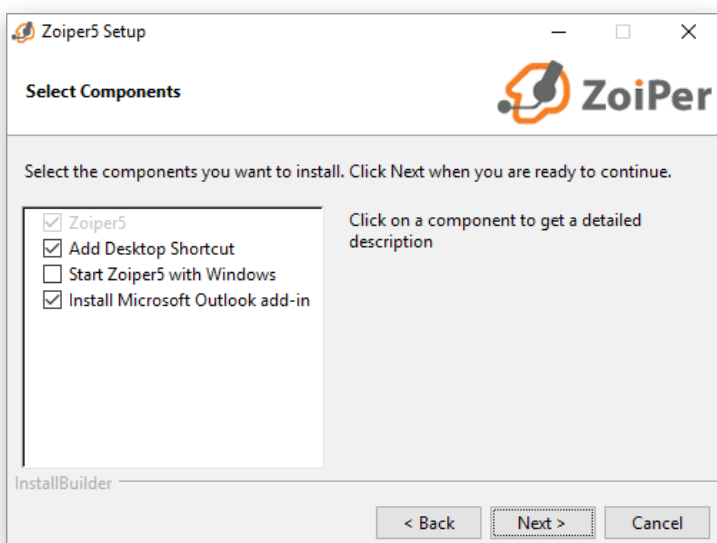 Zoiper5 Setup
Select Components
ZoiPer
Select the components you want to install. Click Next when you are ready to continue.
Zoiper5
Add Desktop Shortcut
Start Zoiper5 with Windows
Install Microsoft Outlook add-in
Click on a component to get a detailed
description
InstallBuilder
< Back
Next >
Cancel